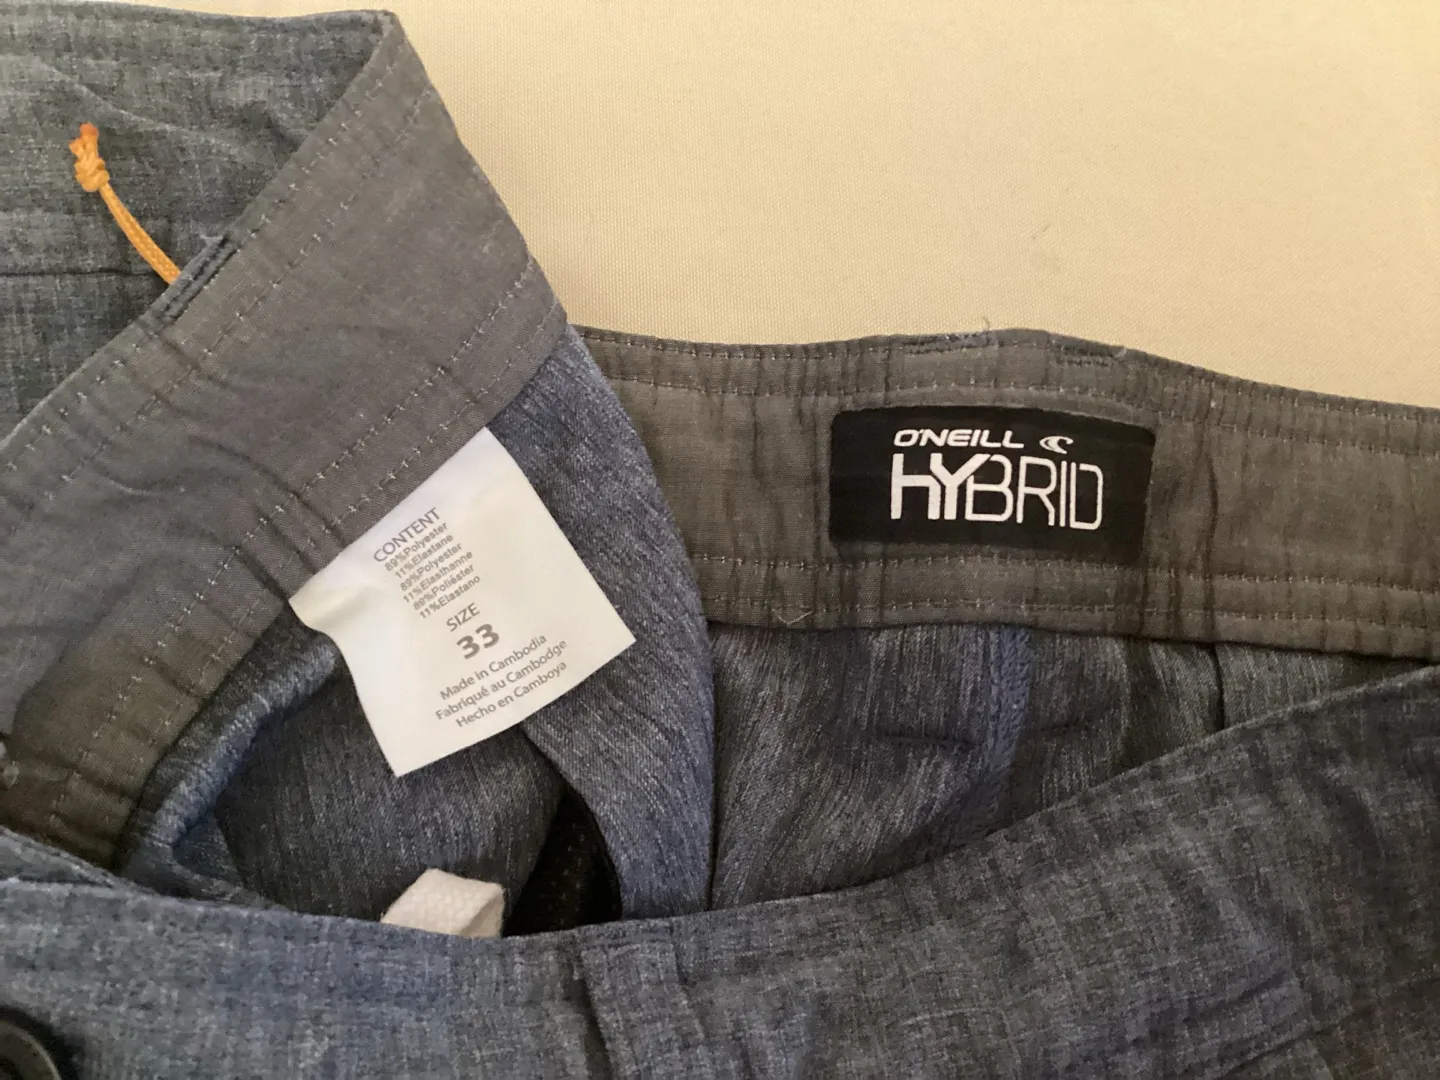 O'NEILL
HYBRID
CONTENT
89%Polyester
11%Elastane
89%Polyester
11%Elasthanne
89%Poliéster
11%Elastano
SIZE
33
Made in Cambodia
Fabriqué au Cambodge
Hecho en Camboya